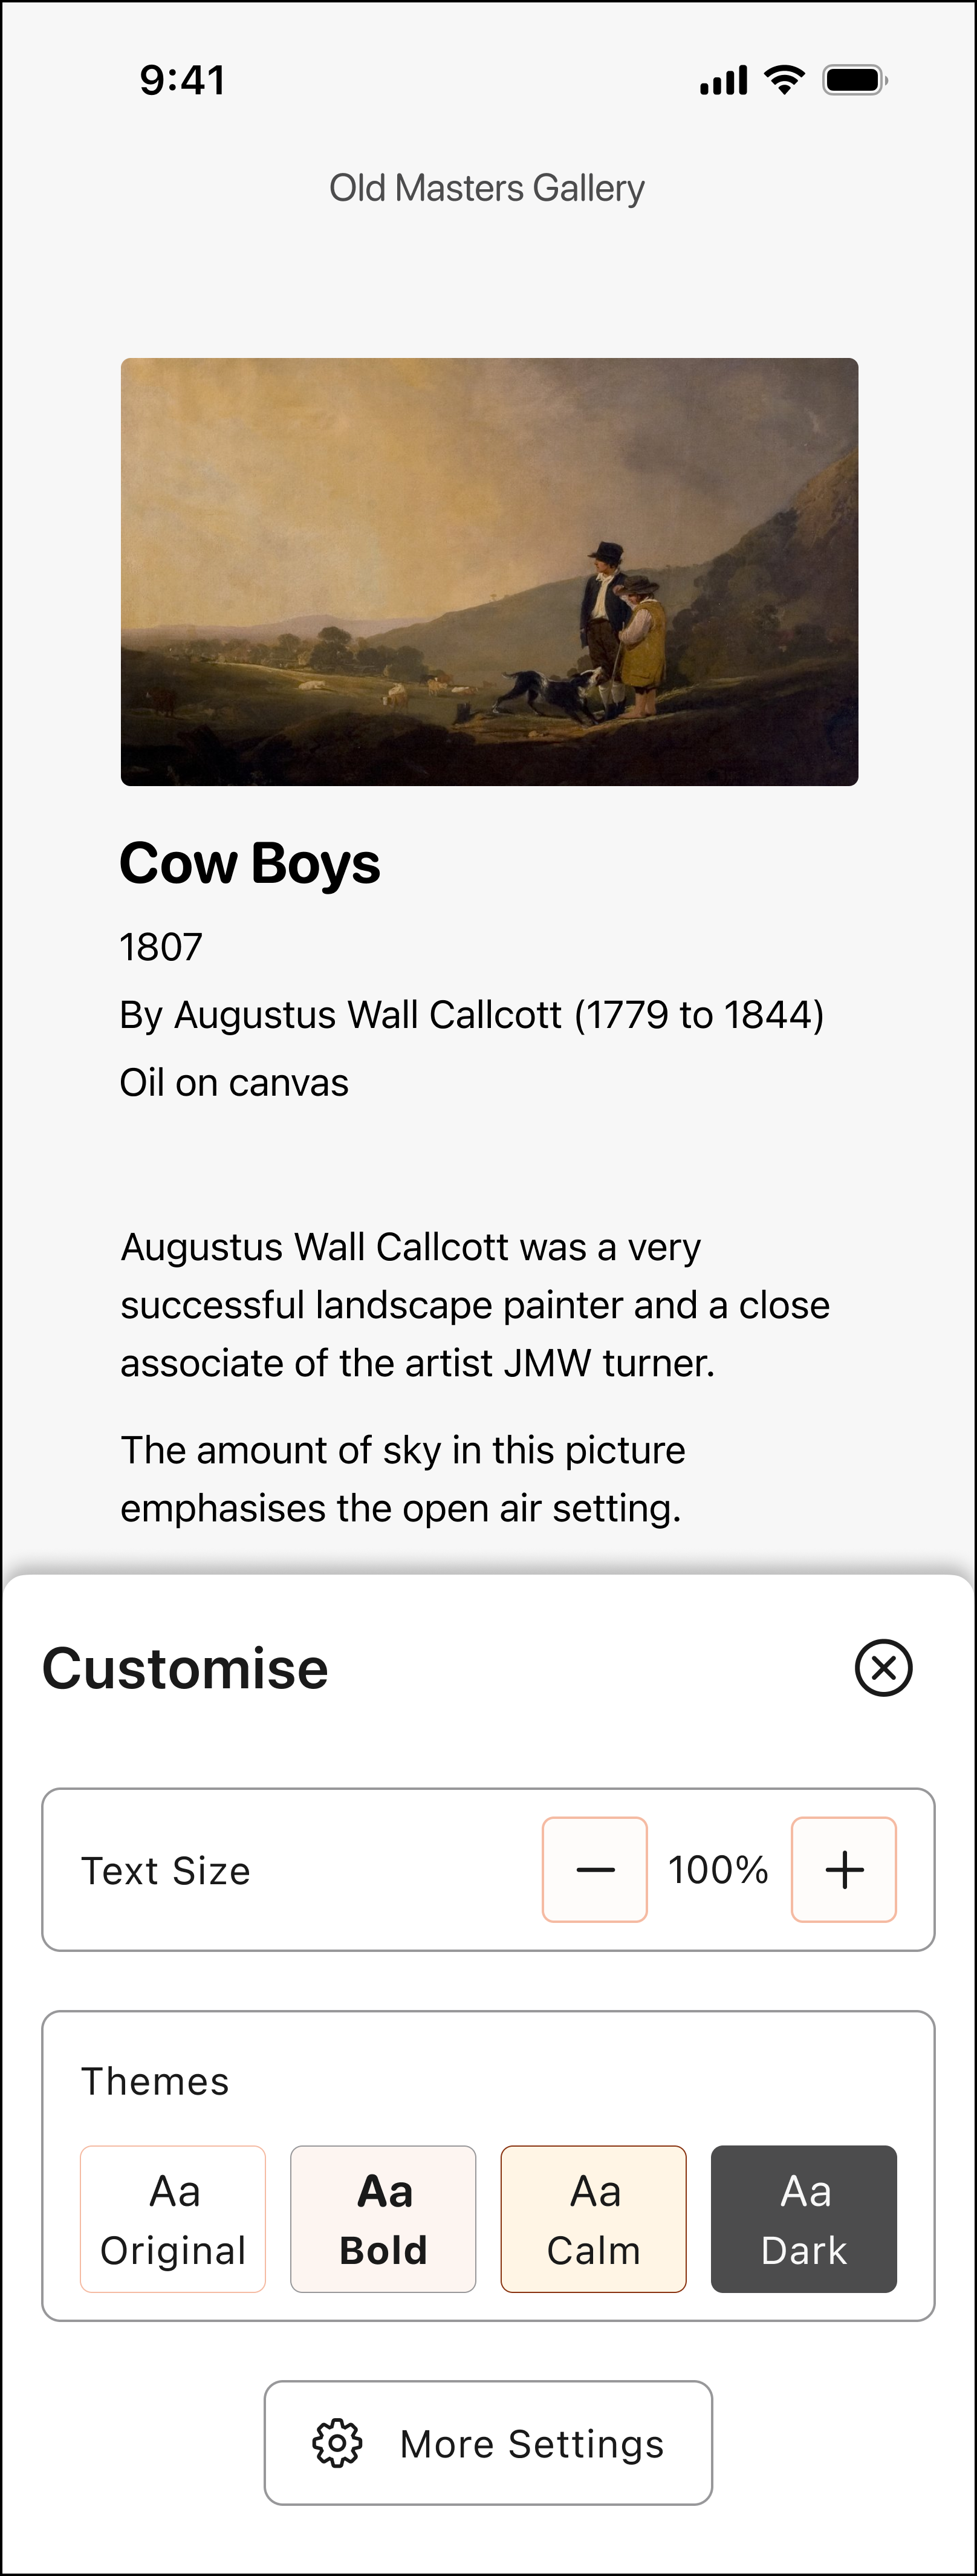 9:41
Old Masters Gallery
Cow Boys
1807
By Augustus Wall Callcott (1779 to 1844)
Oil on canvas
Augustus Wall Callcott was a very
successful landscape painter and a close
associate of the artist JMW turner.
The amount of sky in this picture
emphasises the open air setting.
Customise
Text Size
100%
Themes
Aa Aa Aa Aa
Original Bold Calm Dark
More Settings